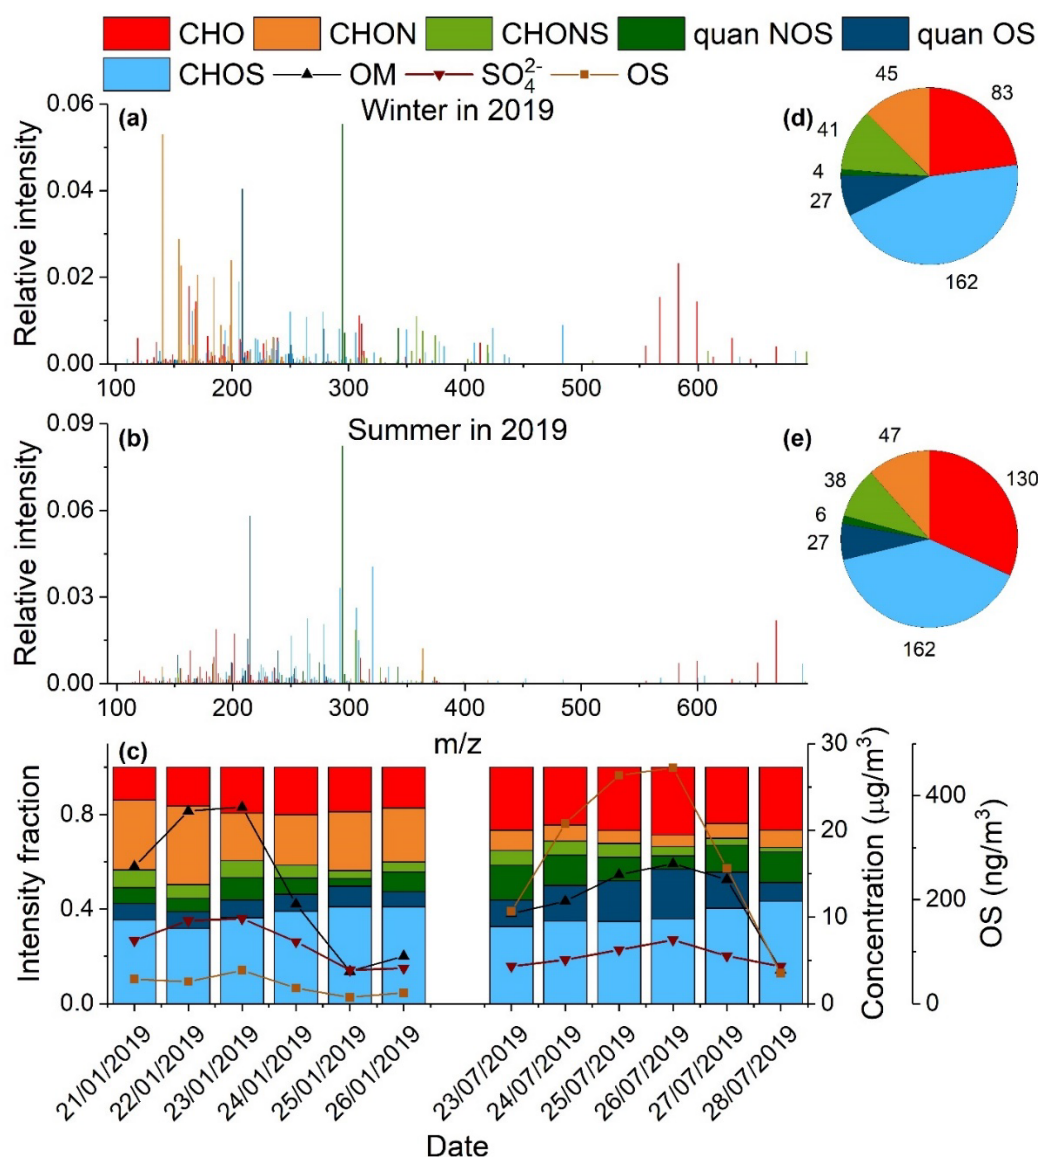 CHO CHON CHONS quan NOS quan OS
CHOS OM SO₄²⁻ OS
(a) Winter in 2019
Relative intensity
0.06
0.04
0.02
0.00
100 200 300 400 500 600
(d)
45 83
41
4
27
162
(b) Summer in 2019
Relative intensity
0.09
0.06
0.03
0.00
100 200 300 400 500 600
m/z
(e)
47 130
38
6
27
162
(c)
Intensity fraction
0.8
0.4
0.0
30
20
10
0
Concentration (μg/m³)
400
200
0
OS (ng/m³)
21/01/2019
22/01/2019
23/01/2019
24/01/2019
25/01/2019
26/01/2019
23/07/2019
24/07/2019
25/07/2019
26/07/2019
27/07/2019
28/07/2019
Date